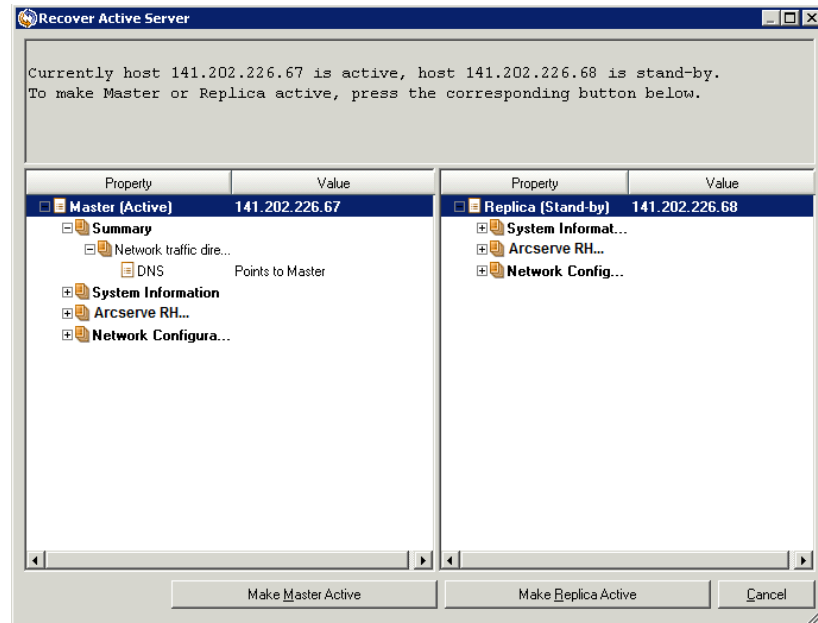 Recover Active Server
Currently host 141.202.226.67 is active, host 141.202.226.68 is stand-by.
To make Master or Replica active, press the corresponding button below.
Property Value
Master (Active) 141.202.226.67
Summary
Network traffic dire...
DNS Points to Master
System Information
Arcserve RH...
Network Configura...
Property Value
Replica (Stand-by) 141.202.226.68
System Informat...
Arcserve RH...
Network Config...
Make Master Active Make Replica Active Cancel